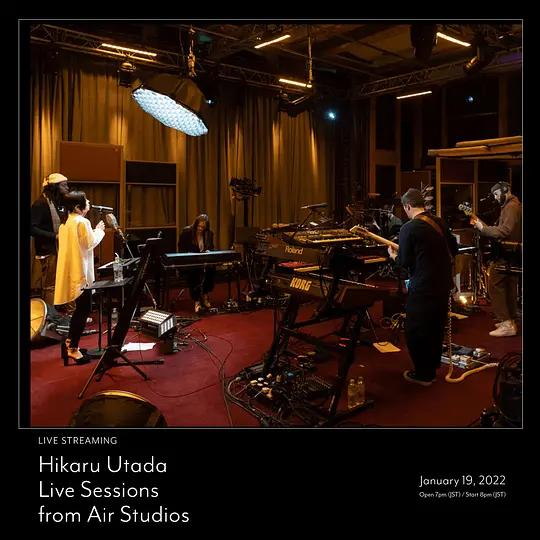 Roland
KORG
LIVE STREAMING
Hikaru Utada
Live Sessions
from Air Studios
January 19, 2022
Open 7pm (JST) / Start 8pm (JST)